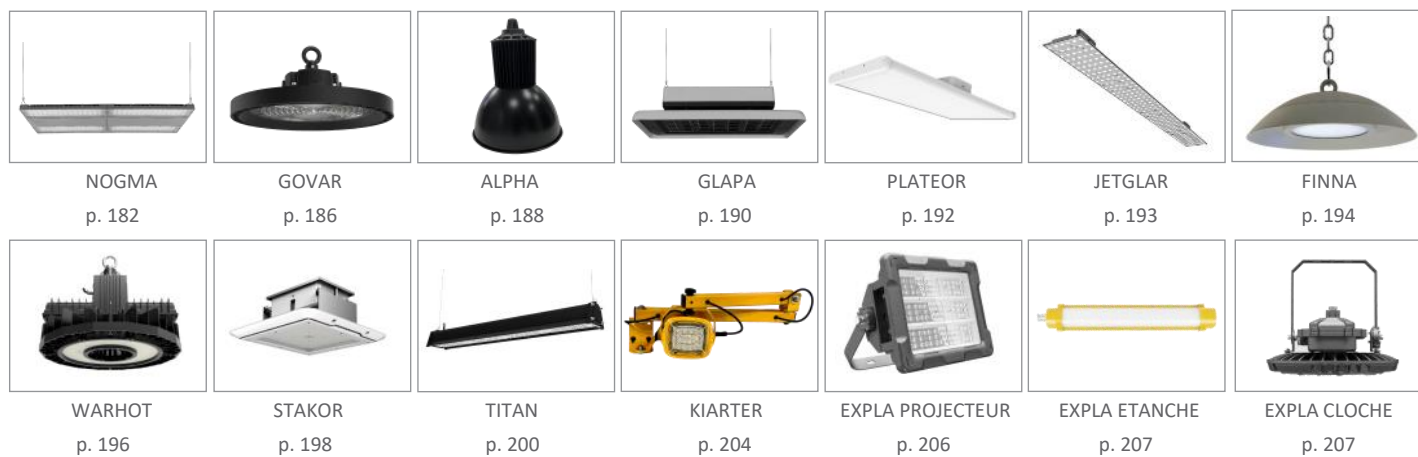 NOGMA GOVAR ALPHA GLAPA PLATEOR JETGLAR FINNA
p. 182 p. 186 p. 188 p. 190 p. 192 p. 193 p. 194
WARHOT STAKOR TITAN KIARTER EXPLA PROJECTEUR EXPLA ETANCHE EXPLA CLOCHE
p. 196 p. 198 p. 200 p. 204 p. 206 p. 207 p. 207